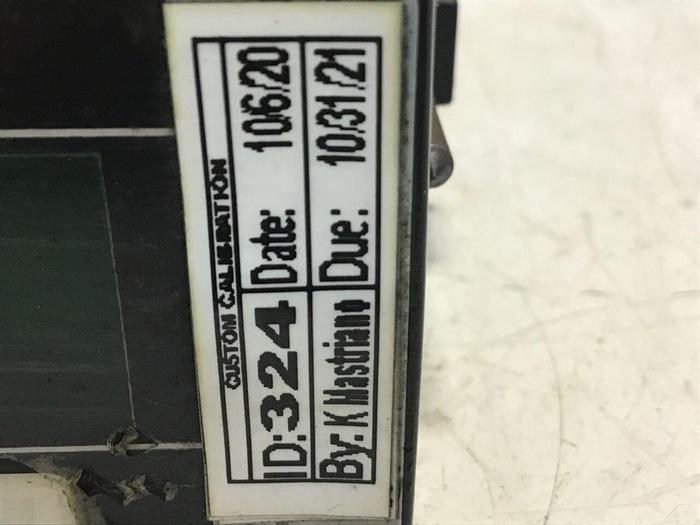 CUSTOM CALIBRATION
ID:324 Date: 10/6/20
By: K Mastriano Due: 10/31/21